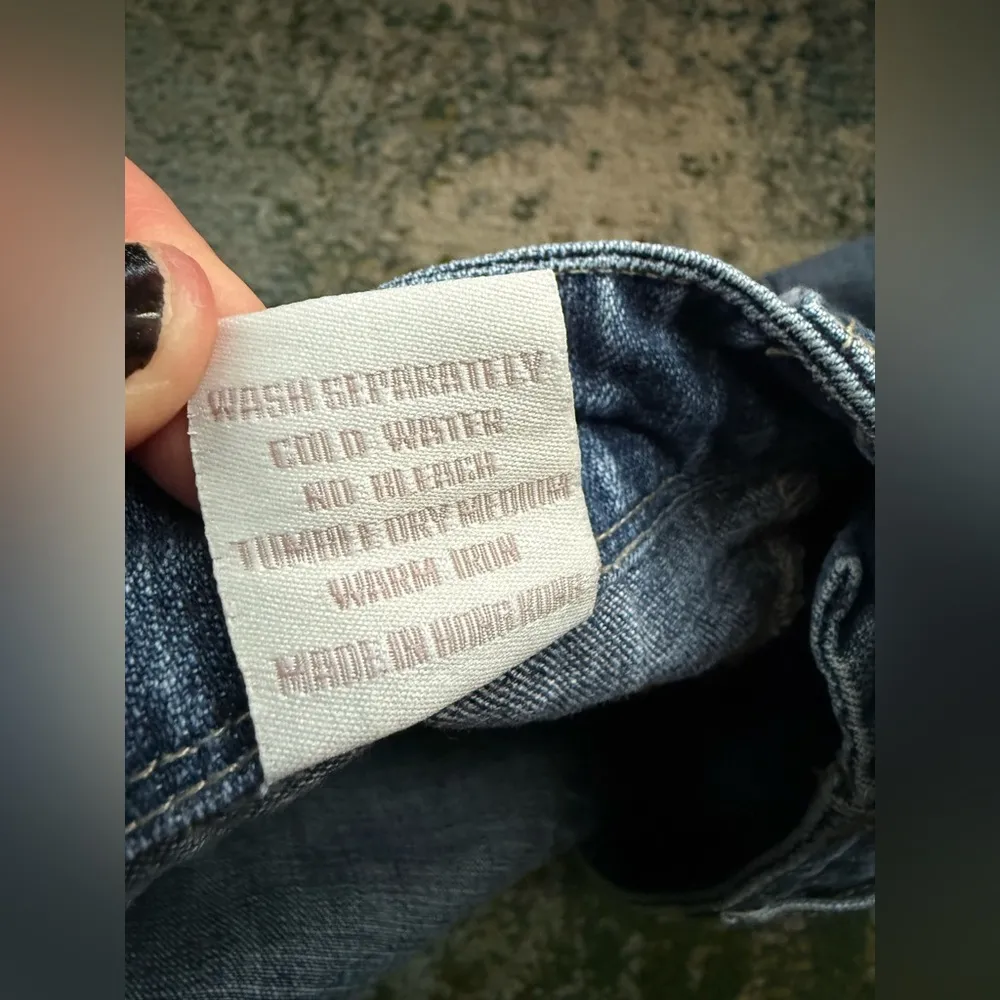 WASH SEPARATELY
COLD WATER
NO BLEACH
TUMBLE DRY MEDIUM
WARM IRON
MADE IN HONG KONG